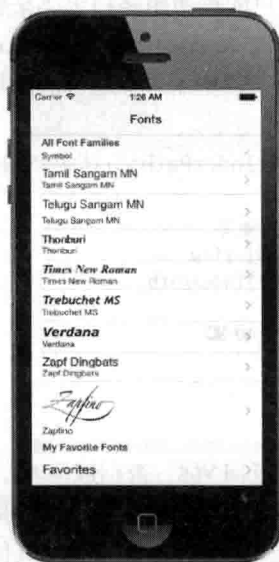 Carrier 1:26 AM
Fonts
All Font Families
Symbol
Tamil Sangam MN
Tamil Sangam MN
Telugu Sangam MN
Telugu Sangam MN
Thonburi
Thonburi
Times New Roman
Times New Roman
Trebuchet MS
Trebuchet MS
Verdana
Verdana
Zapf Dingbats
Zapf Dingbats
Zapfino
Zapfino
My Favorite Fonts
Favorites